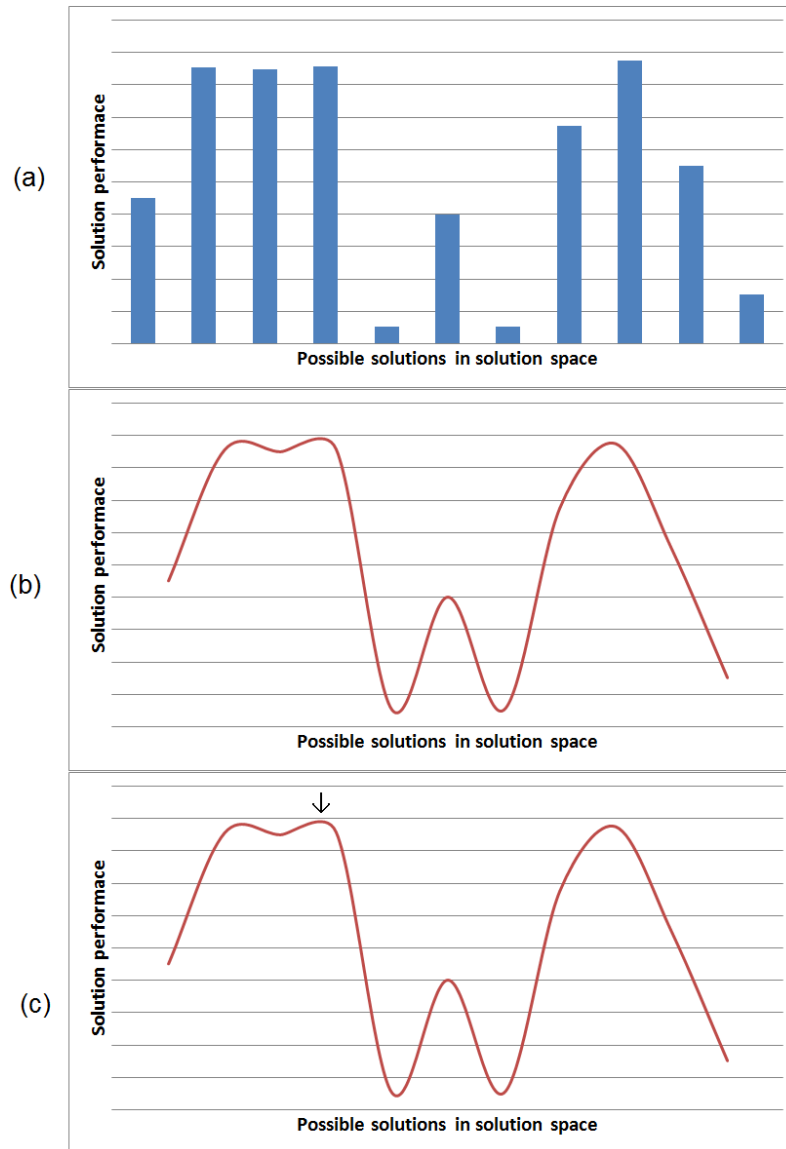 (a)
Solution performace
Possible solutions in solution space
(b)
Solution performace
Possible solutions in solution space
(c)
Solution performace
Possible solutions in solution space